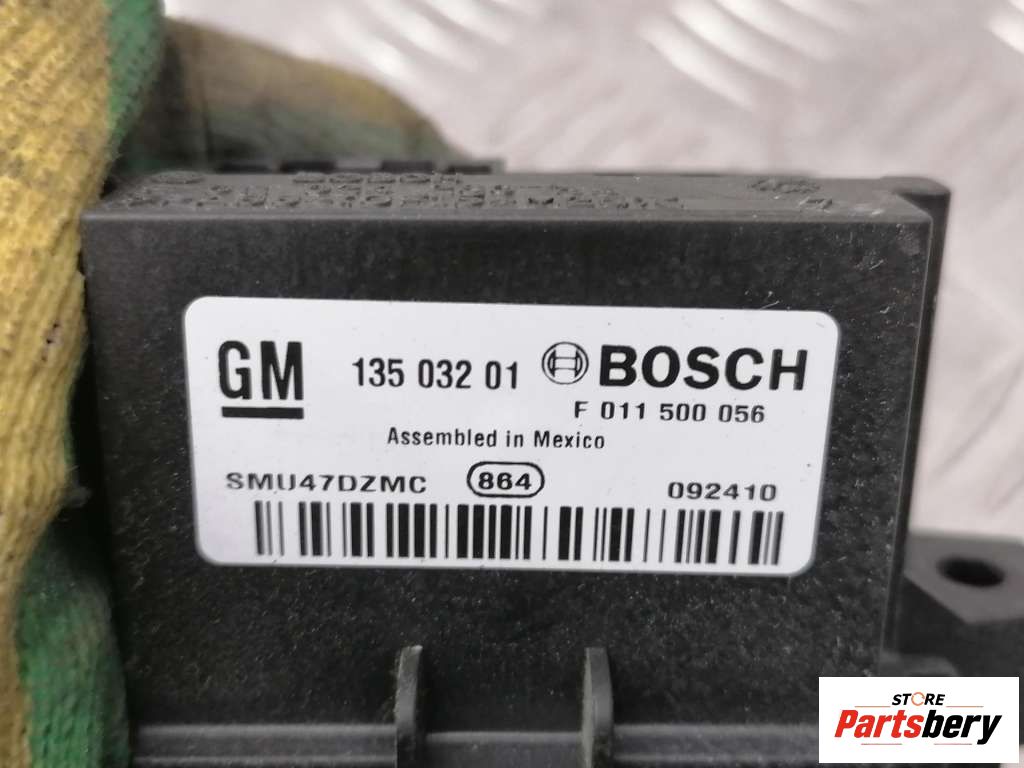 GM 135 032 01 BOSCH
F 011 500 056
Assembled in Mexico
SMU47DZMC 864 092410
STORE
Partsbery